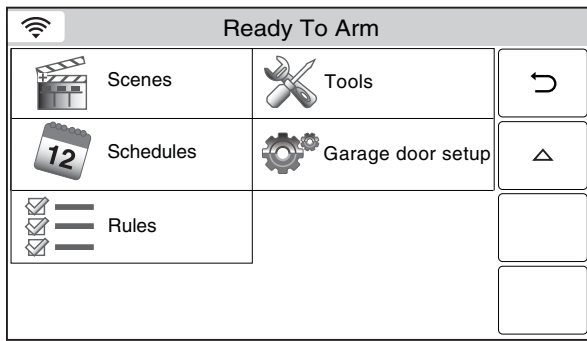 Ready To Arm
Scenes
Tools
12
Schedules
Garage door setup
Rules